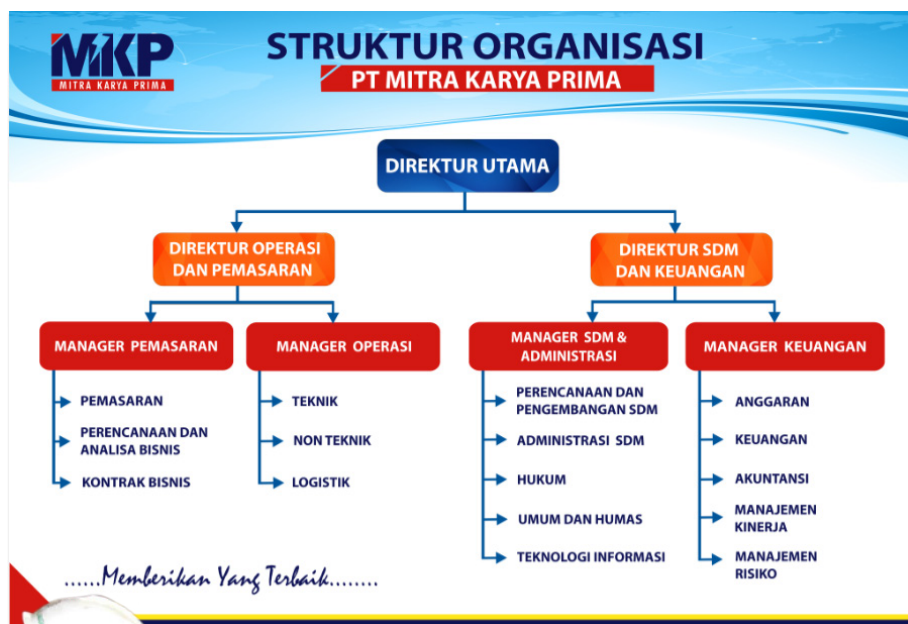 MKP
MITRA KARYA PRIMA
STRUKTUR ORGANISASI
PT MITRA KARYA PRIMA
DIREKTUR UTAMA
DIREKTUR OPERASI
DAN PEMASARAN
DIREKTUR SDM
DAN KEUANGAN
MANAGER PEMASARAN
PEMASARAN
PERENCANAAN DAN
ANALISA BISNIS
KONTRAK BISNIS
MANAGER OPERASI
TEKNIK
NON TEKNIK
LOGISTIK
MANAGER SDM &
ADMINISTRASI
PERENCANAAN DAN
PENGEMBANGAN SDM
ADMINISTRASI SDM
HUKUM
UMUM DAN HUMAS
TEKNOLOGI INFORMASI
MANAGER KEUANGAN
ANGGARAN
KEUANGAN
AKUNTANSI
MANAJEMEN
KINERJA
MANAJEMEN
RISIKO
......Memberikan Yang Terbaik........